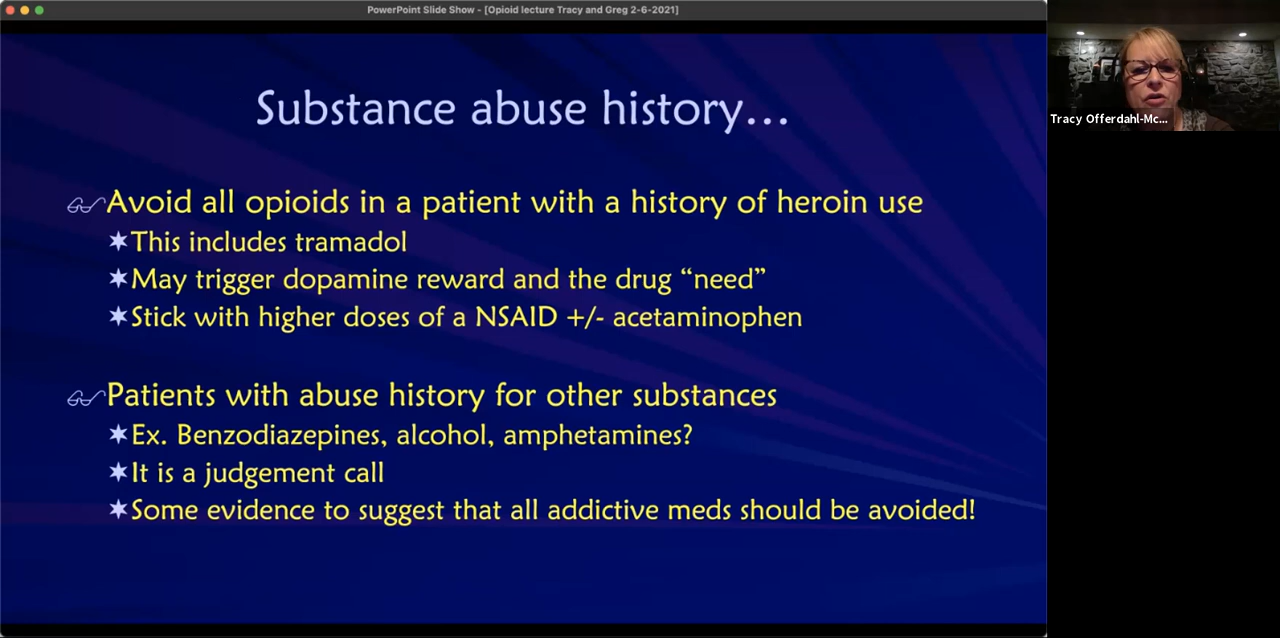 PowerPoint Slide Show - [Opioid lecture Tracy and Greg 2-6-2021]
Substance abuse history...
Avoid all opioids in a patient with a history of heroin use
This includes tramadol
May trigger dopamine reward and the drug “need”
Stick with higher doses of a NSAID +/- acetaminophen
Patients with abuse history for other substances
Ex. Benzodiazepines, alcohol, amphetamines?
It is a judgement call
Some evidence to suggest that all addictive meds should be avoided!
Tracy Offerdahl-Mc...